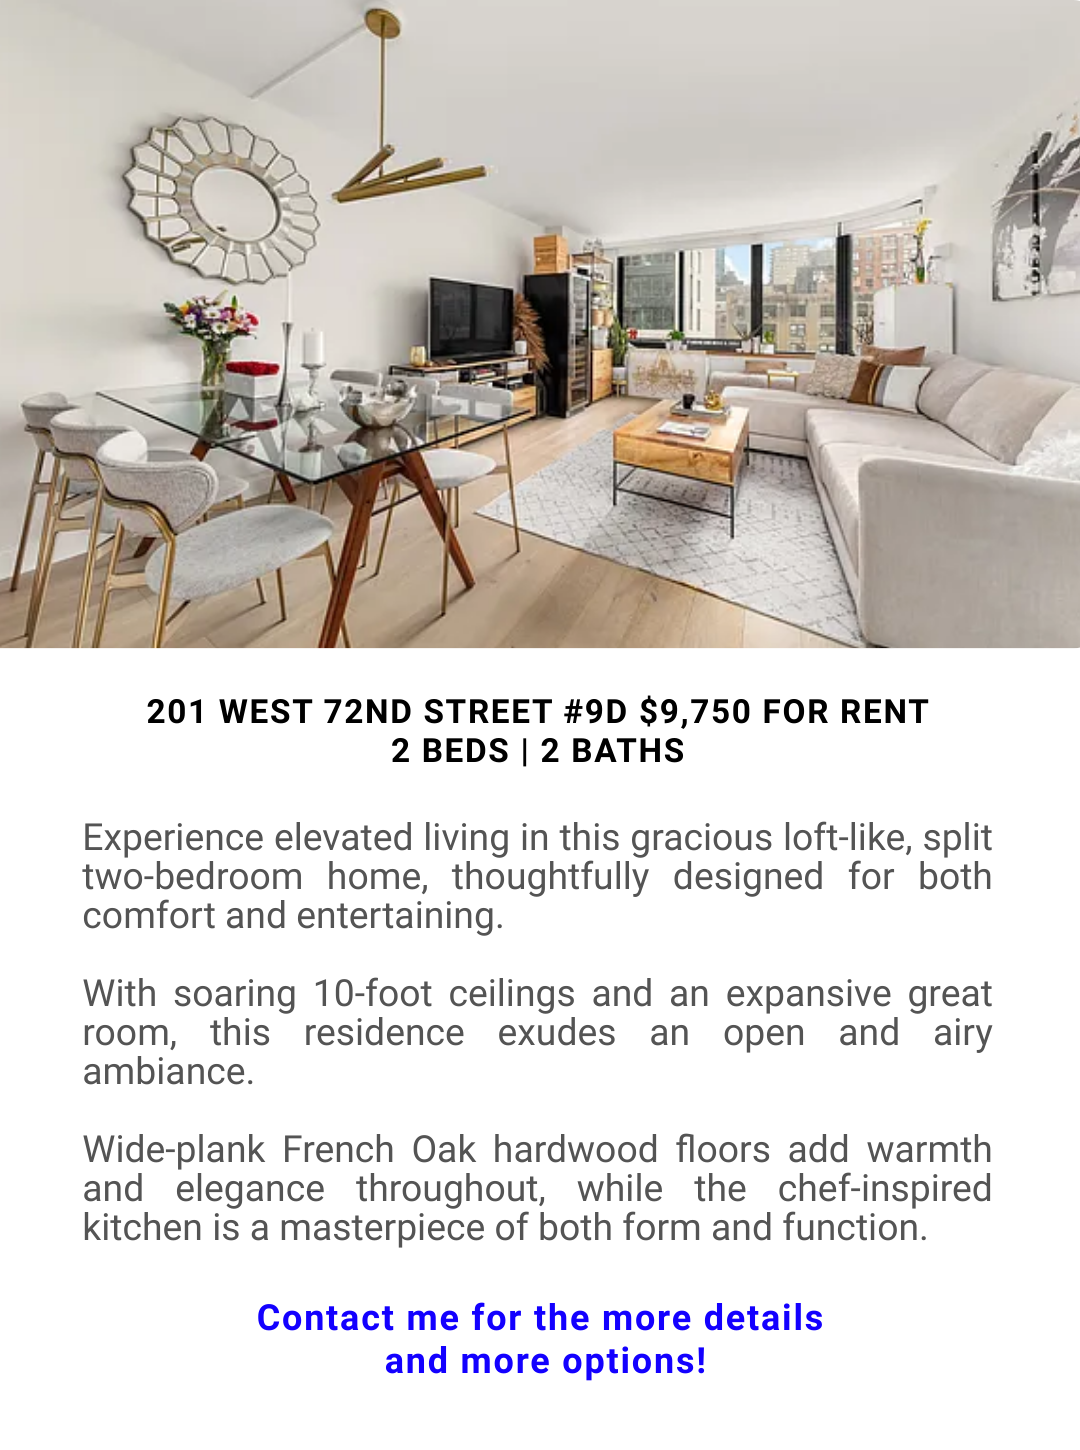 201 WEST 72ND STREET #9D $9,750 FOR RENT
2 BEDS | 2 BATHS
Experience elevated living in this gracious loft-like, split
two-bedroom home, thoughtfully designed for both
comfort and entertaining.
With soaring 10-foot ceilings and an expansive great
room, this residence exudes an open and airy
ambiance.
Wide-plank French Oak hardwood floors add warmth
and elegance throughout, while the chef-inspired
kitchen is a masterpiece of both form and function.
Contact me for the more details
and more options!